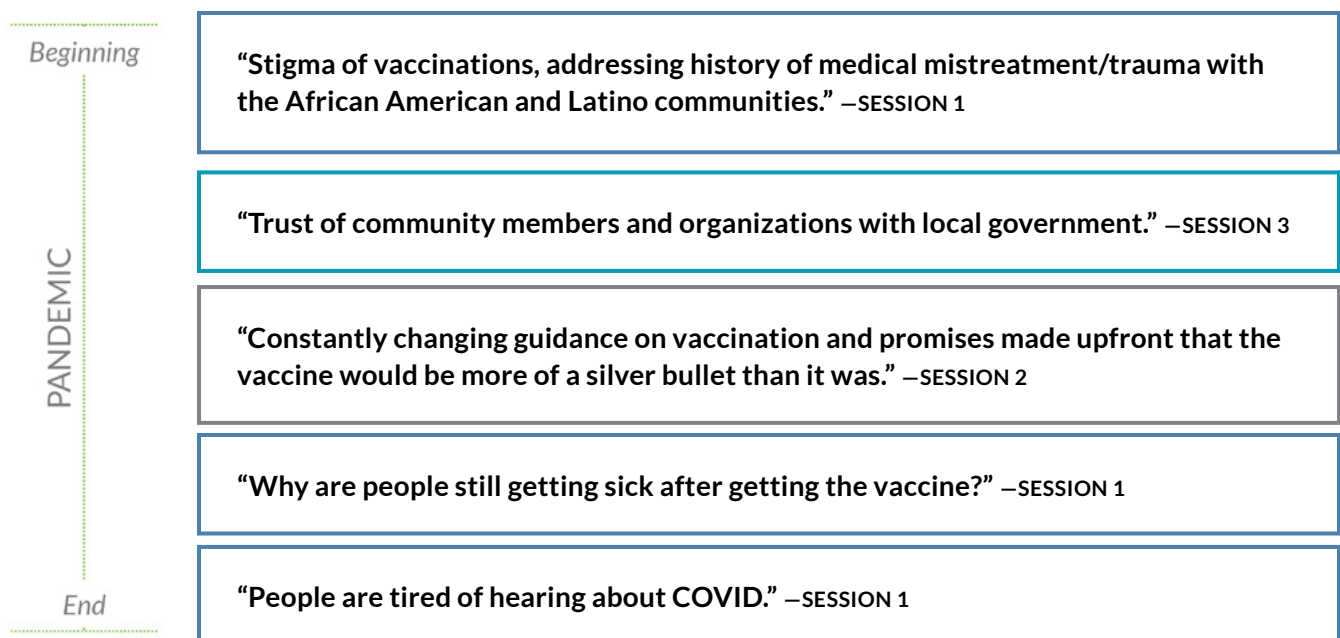 Beginning
“Stigma of vaccinations, addressing history of medical mistreatment/trauma with
the African American and Latino communities.” —SESSION 1
“Trust of community members and organizations with local government.” —SESSION 3
PANDEMIC
“Constantly changing guidance on vaccination and promises made upfront that the
vaccine would be more of a silver bullet than it was.” —SESSION 2
“Why are people still getting sick after getting the vaccine?” —SESSION 1
End
“People are tired of hearing about COVID.” —SESSION 1